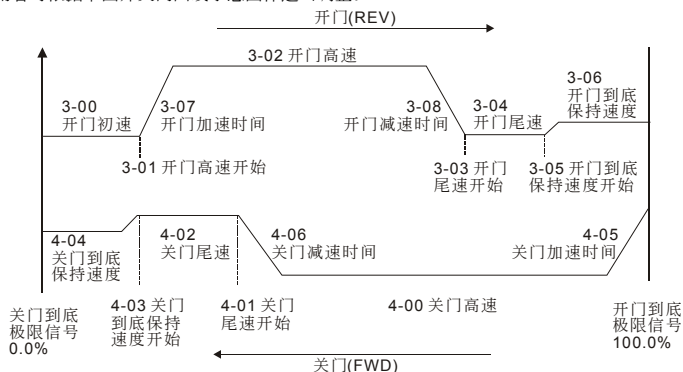 开门(REV)
3-02 开门高速
3-00
开门初速
3-07
开门加速时间
3-08
开门减速时间
3-04
开门尾速
3-06
开门到底
保持速度
3-01 开门高速开始
3-03 开门
尾速开始
3-05 开门到底
保持速度开始
4-04
关门到底
保持速度
4-02
关门尾速
4-06
关门减速时间
4-05
关门加速时间
关门到底
极限信号
0.0%
4-03 关门
到底保持
速度开始
4-01 关门
尾速开始
4-00 关门高速
开门到底
极限信号
100.0%
关门(FWD)